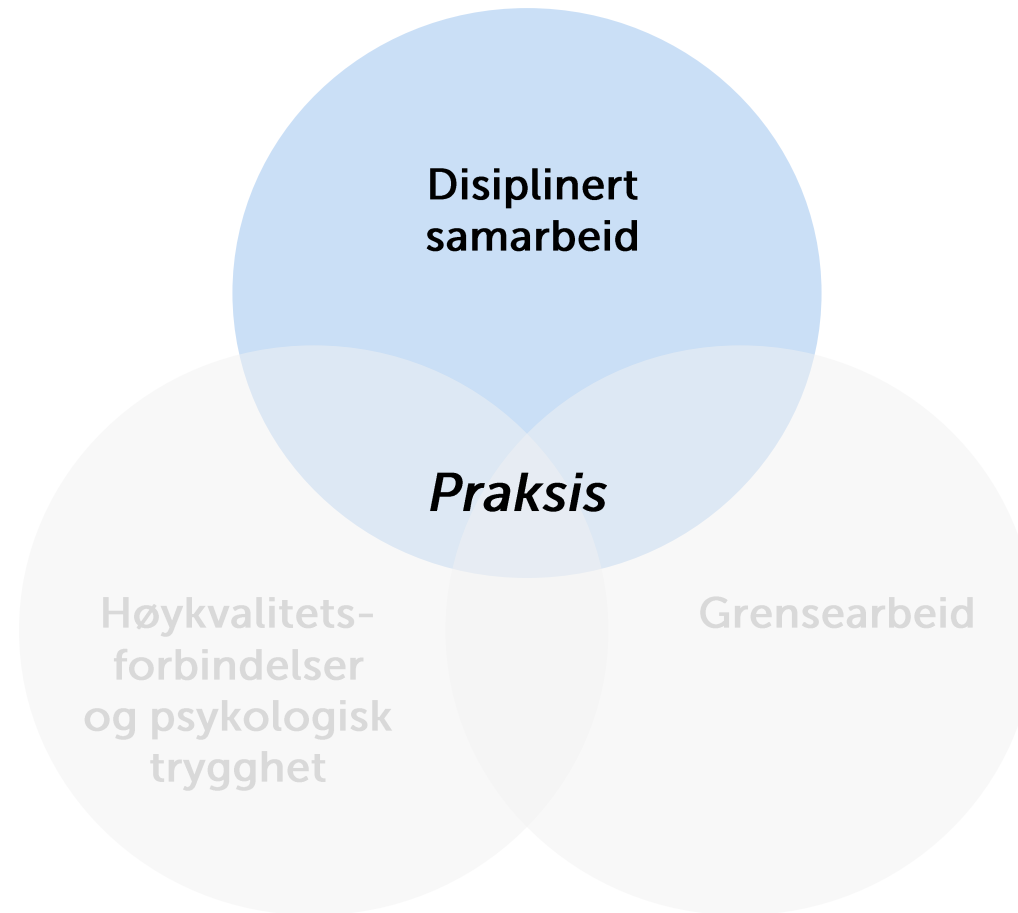 Disiplinert
samarbeid
Praksis
Høykvalitets-
forbindelser
og psykologisk
trygghet
Grensearbeid